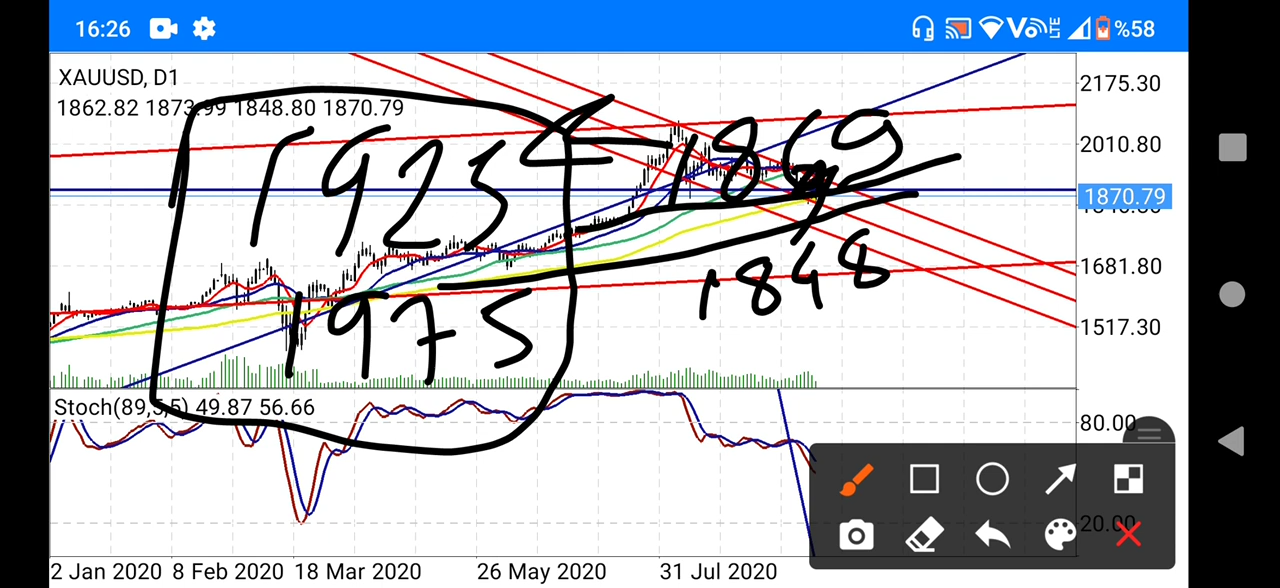 16:26 LTE %58
XAUUSD, D1
1862.82 1873.99 1848.80 1870.79
2175.30
2010.80
1870.79
1681.80
1517.30
1923
1975
1869
1848
Stoch(89,5,5) 49.87 56.66
80.00
20.00
2 Jan 2020 8 Feb 2020 18 Mar 2020 26 May 2020 31 Jul 2020